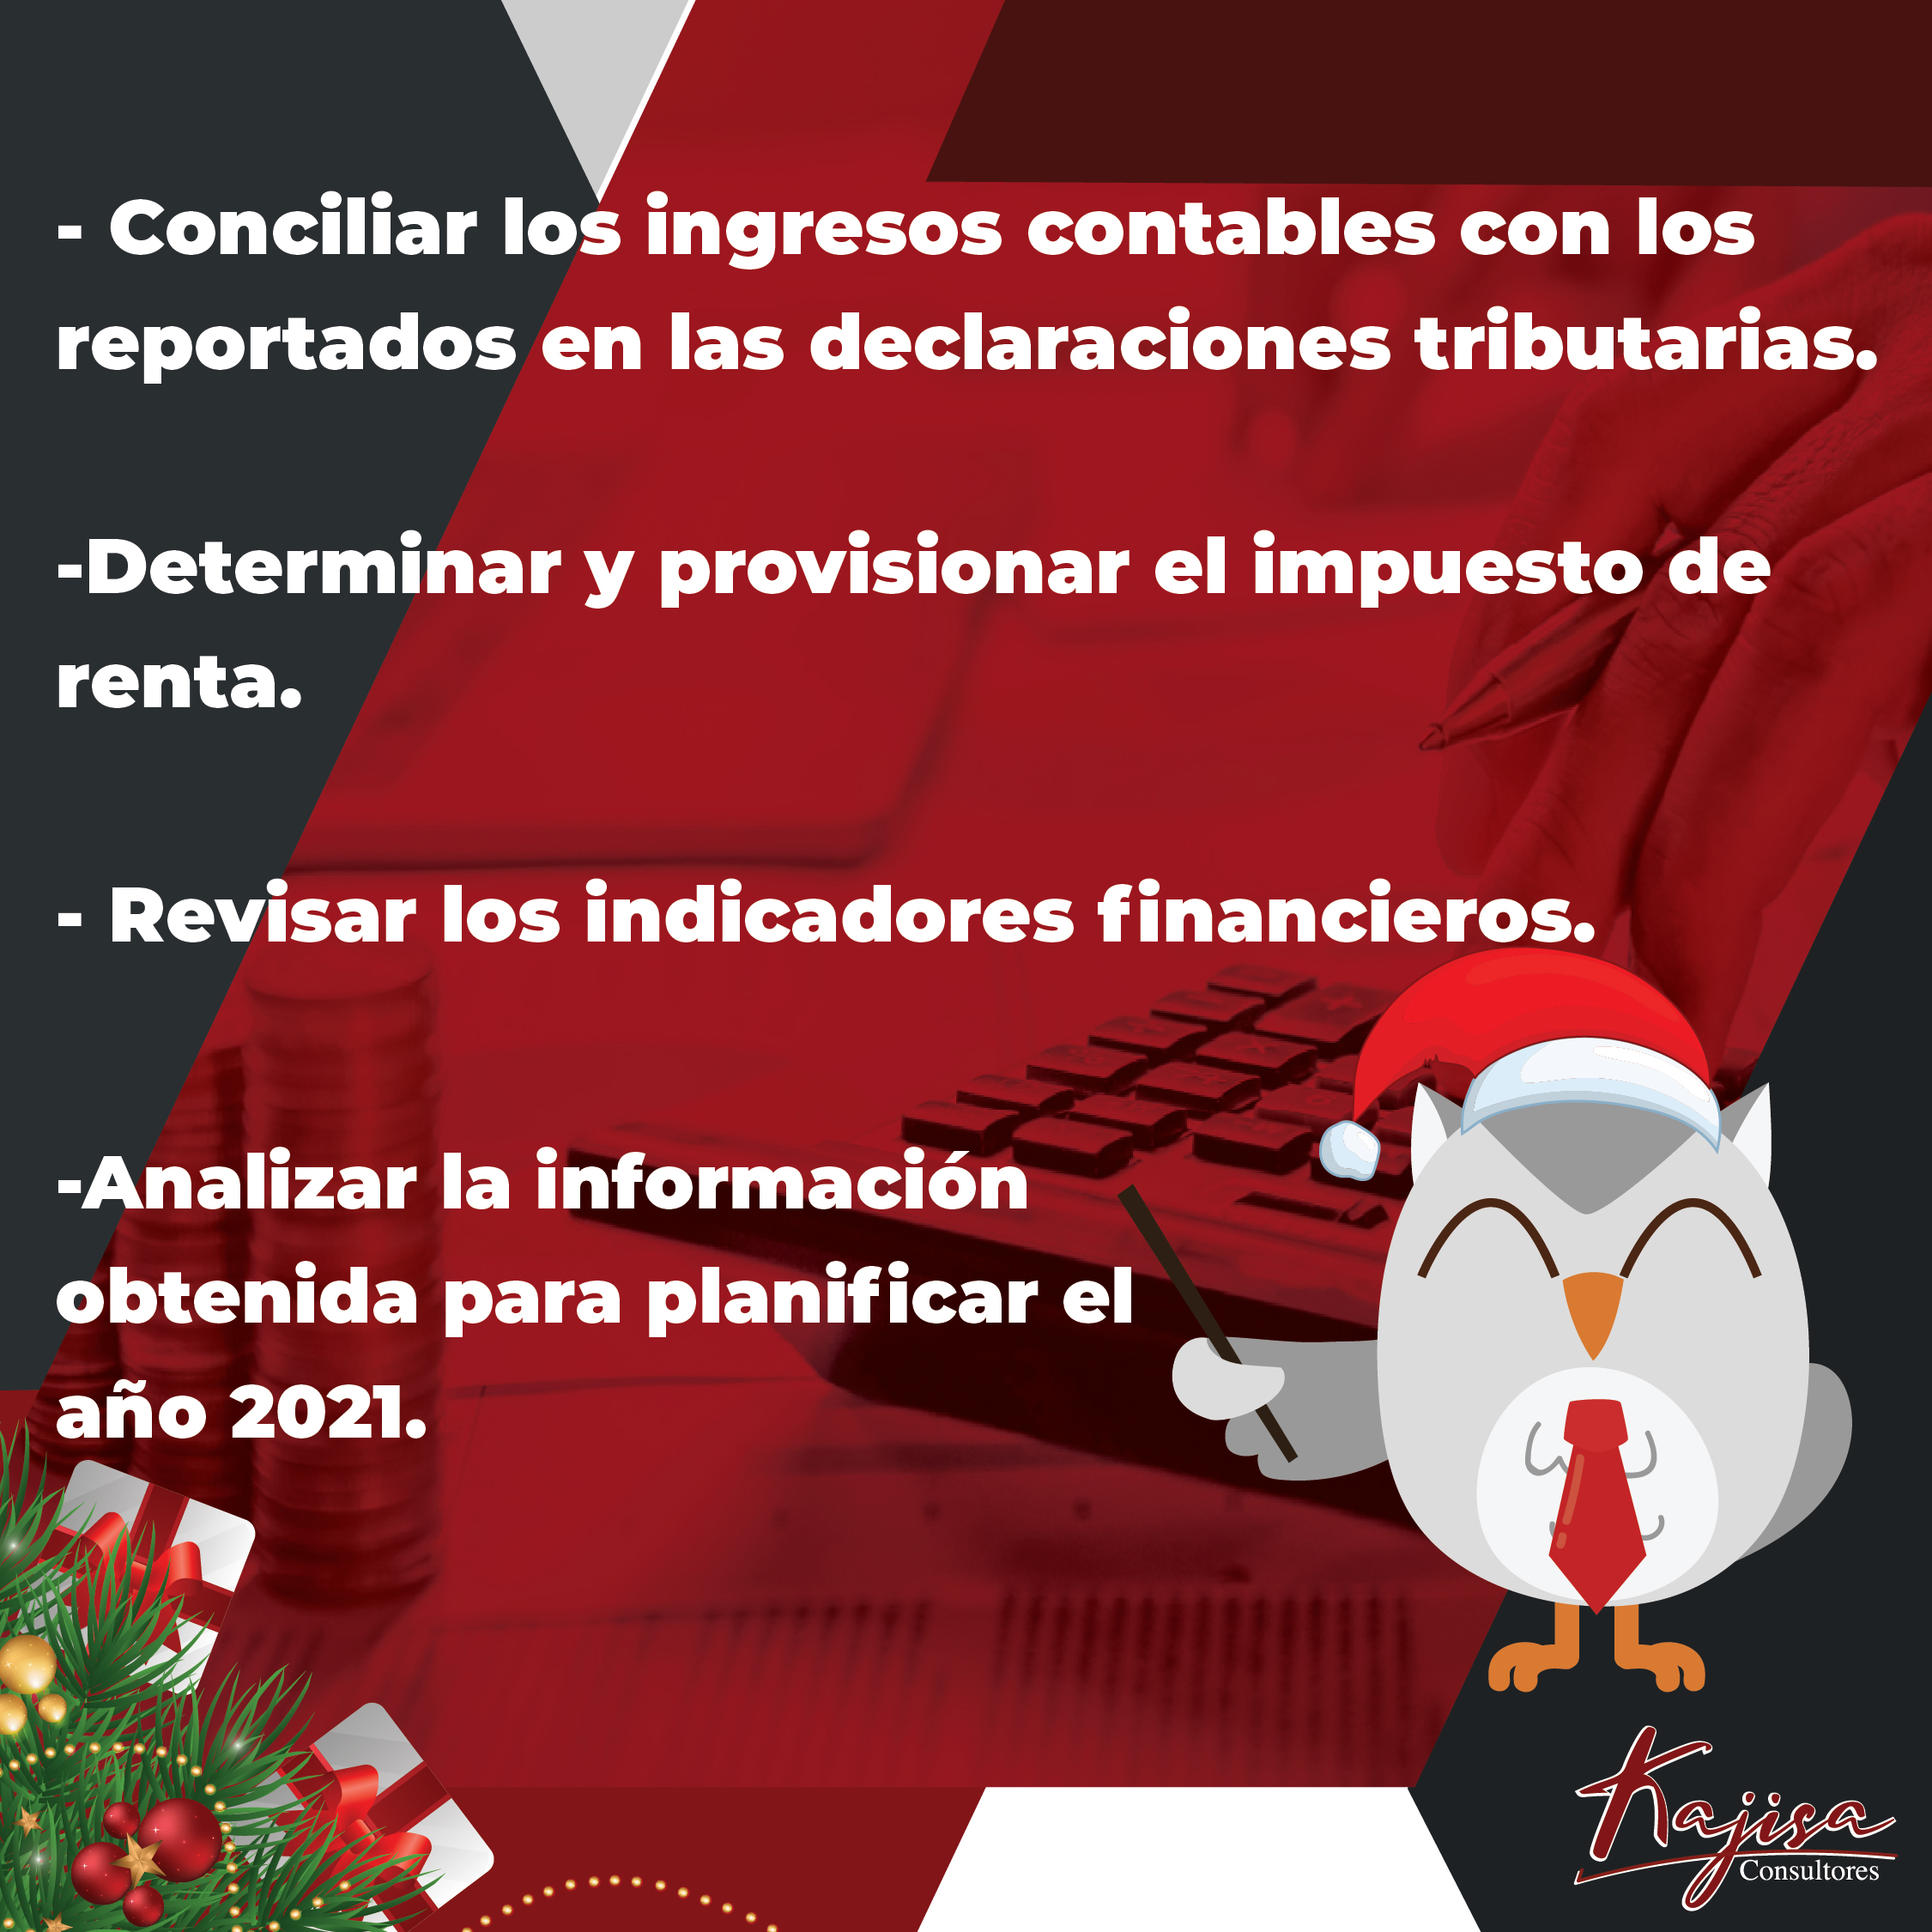 - Conciliar los ingresos contables con los
reportados en las declaraciones tributarias.
-Determinar y provisionar el impuesto de
renta.
- Revisar los indicadores financieros.
-Analizar la información
obtenida para planificar el
año 2021.
Kajisa
Consultores